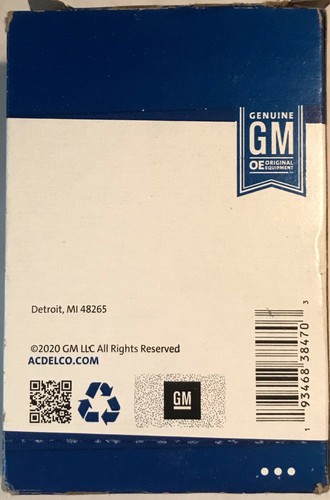 GENUINE
GM
OE ORIGINAL
EQUIPMENT
Detroit, MI 48265
©2020 GM LLC All Rights Reserved
ACDELCO.COM
GM
1 93468 38470 3